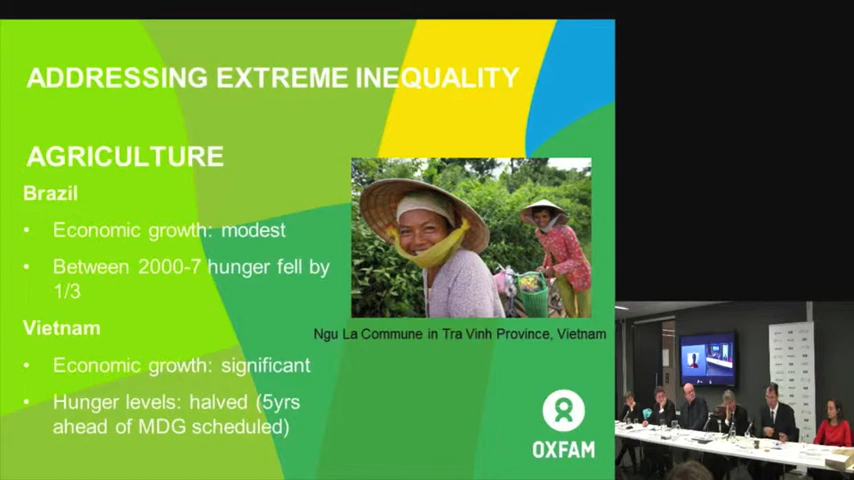 ADDRESSING EXTREME INEQUALITY
AGRICULTURE
Brazil
• Economic growth: modest
• Between 2000-7 hunger fell by
1/3
Vietnam
• Economic growth: significant
• Hunger levels: halved (5yrs
ahead of MDG scheduled)
Ngu La Commune in Tra Vinh Province, Vietnam
OXFAM